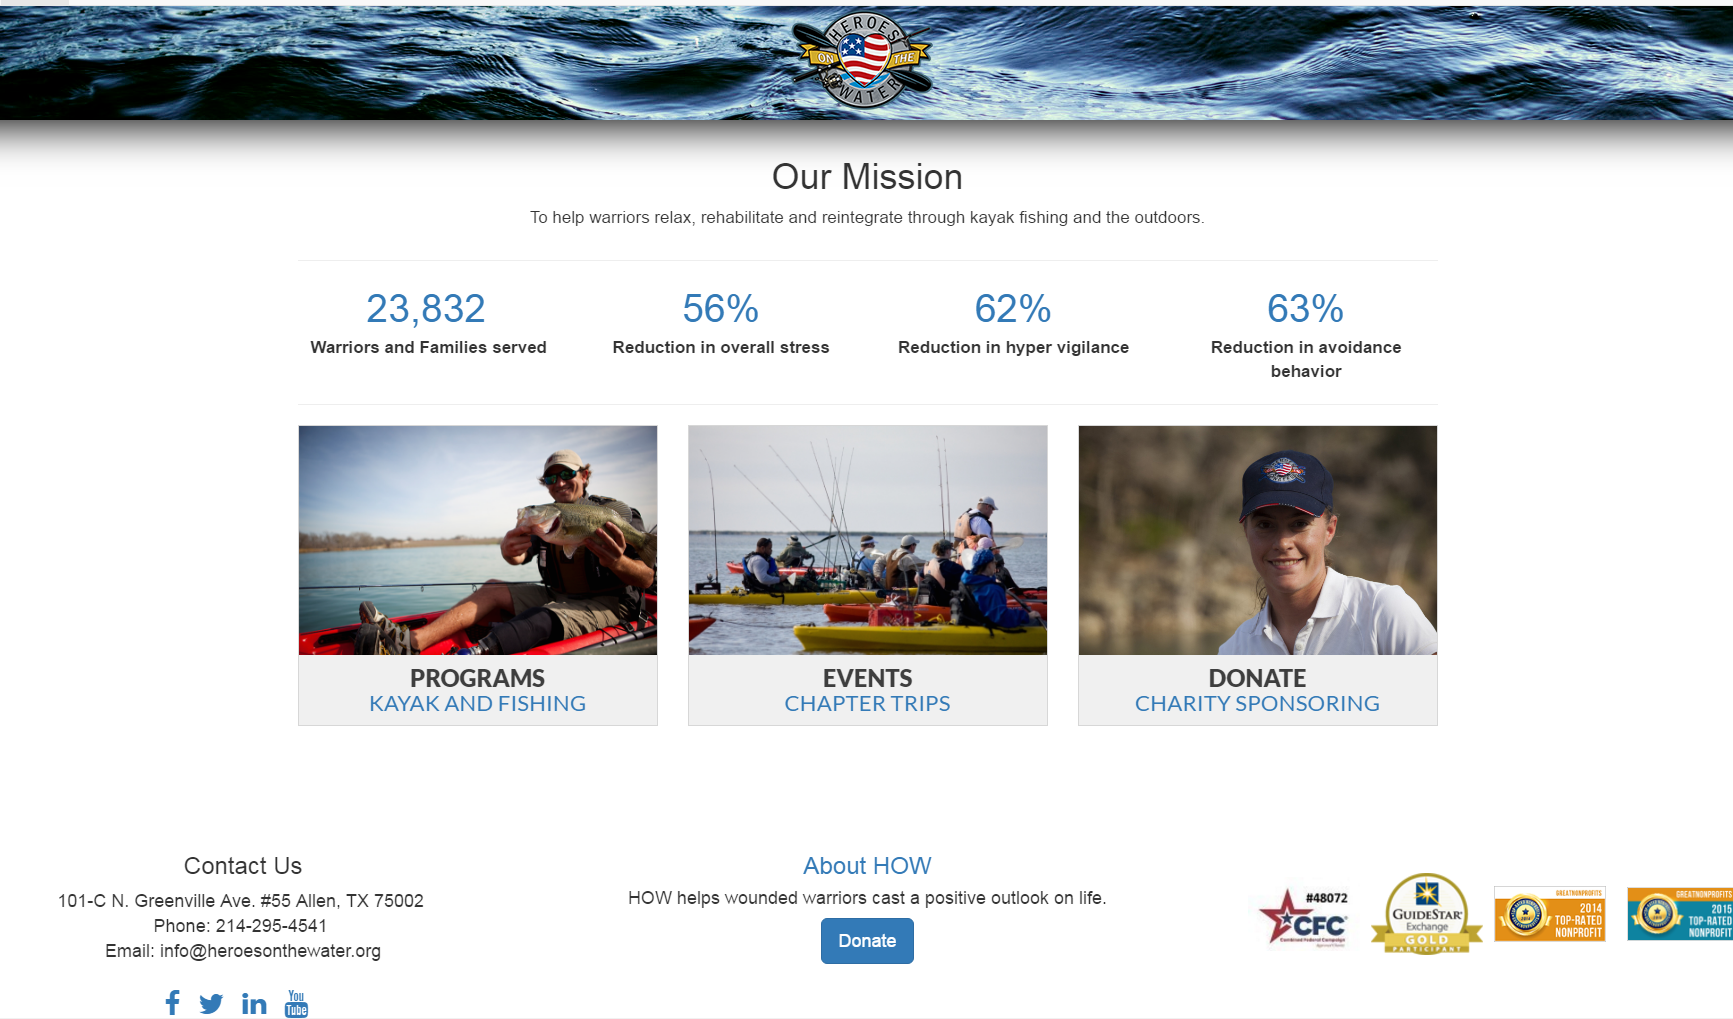 HEROES
ON THE
WATER
Our Mission
To help warriors relax, rehabilitate and reintegrate through kayak fishing and the outdoors.
23,832
Warriors and Families served
56%
Reduction in overall stress
62%
Reduction in hyper vigilance
63%
Reduction in avoidance
behavior
PROGRAMS
KAYAK AND FISHING
EVENTS
CHAPTER TRIPS
DONATE
CHARITY SPONSORING
Contact Us
101-C N. Greenville Ave. #55 Allen, TX 75002
Phone: 214-295-4541
Email: info@heroesonthewater.org
You
Tube
About HOW
HOW helps wounded warriors cast a positive outlook on life.
Donate
#48072
CFC
Combined Federal Campaign
GUIDESTAR
Exchange
GOLD
PARTICIPANT
GREATNONPROFITS
2014
TOP-RATED
NONPROFIT
GREATNONPROFITS
2015
TOP-RATED
NONPROFIT